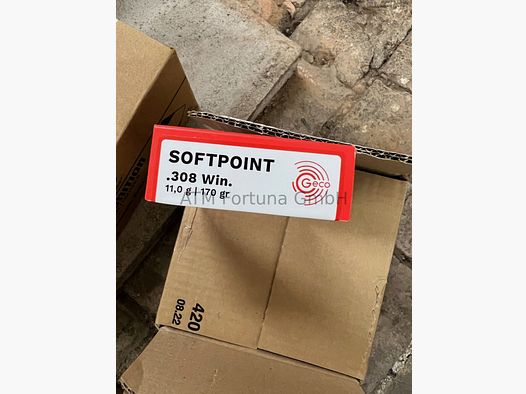 SOFTPOINT
.308 Win.
11,0 g / 170 gr
Geco
ATM Fortuna GmbH
420
08.22